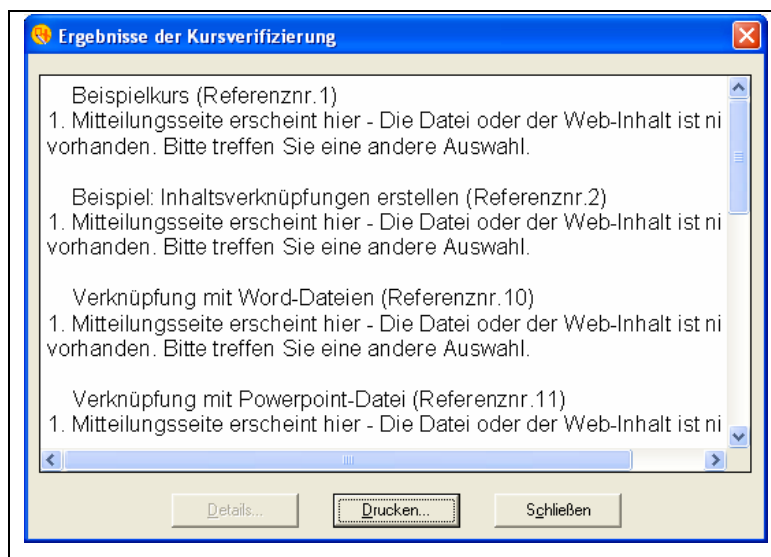 Ergebnisse der Kursverifizierung
Beispielkurs (Referenznr.1)
1. Mitteilungsseite erscheint hier - Die Datei oder der Web-Inhalt ist ni
vorhanden. Bitte treffen Sie eine andere Auswahl.
Beispiel: Inhaltsverknüpfungen erstellen (Referenznr.2)
1. Mitteilungsseite erscheint hier - Die Datei oder der Web-Inhalt ist ni
vorhanden. Bitte treffen Sie eine andere Auswahl.
Verknüpfung mit Word-Dateien (Referenznr.10)
1. Mitteilungsseite erscheint hier - Die Datei oder der Web-Inhalt ist ni
vorhanden. Bitte treffen Sie eine andere Auswahl.
Verknüpfung mit Powerpoint-Datei (Referenznr.11)
1. Mitteilungsseite erscheint hier - Die Datei oder der Web-Inhalt ist ni
Details... Drucken... Schließen